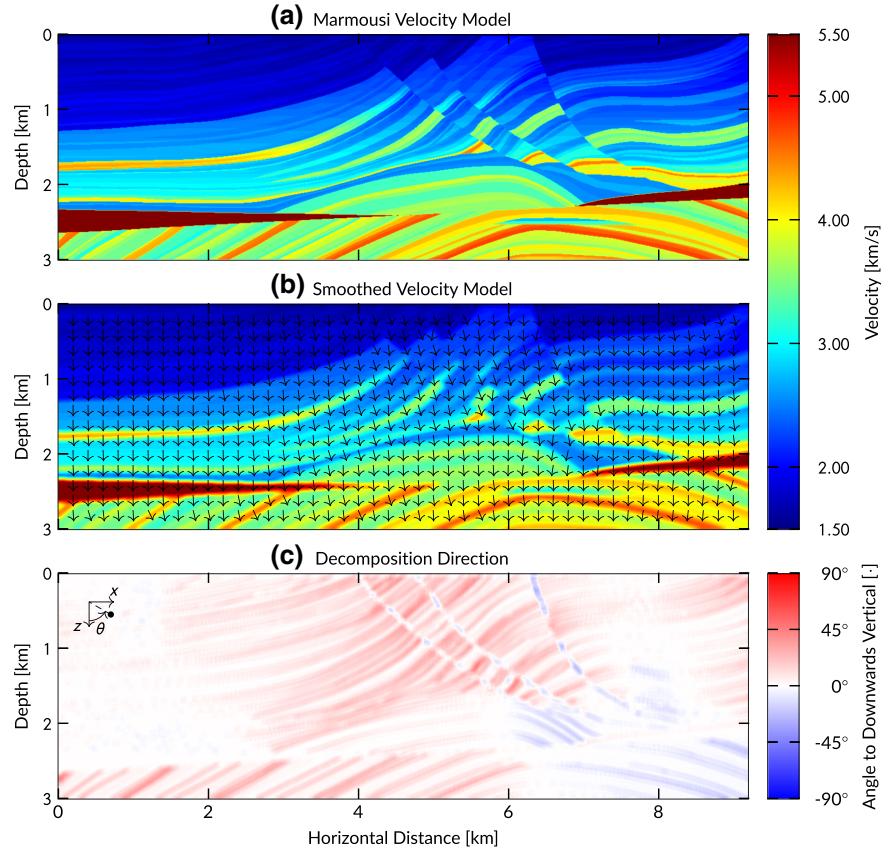 (a) Marmousi Velocity Model
0
1
2
3
Depth [km]
5.50
5.00
4.00
3.00
2.00
1.50
Velocity [km/s]
(b) Smoothed Velocity Model
0
1
2
3
Depth [km]
(c) Decomposition Direction
0
1
2
3
Depth [km]
x
z θ
0 2 4 6 8
Horizontal Distance [km]
90°
45°
0°
-45°
-90°
Angle to Downwards Vertical [·]